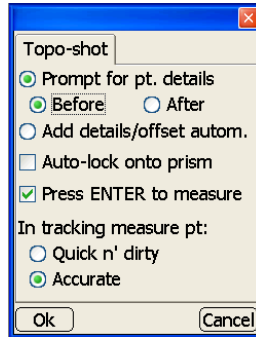 Topo-shot
Prompt for pt. details
Before After
Add details/offset autom.
Auto-lock onto prism
Press ENTER to measure
In tracking measure pt:
Quick n' dirty
Accurate
Ok Cancel